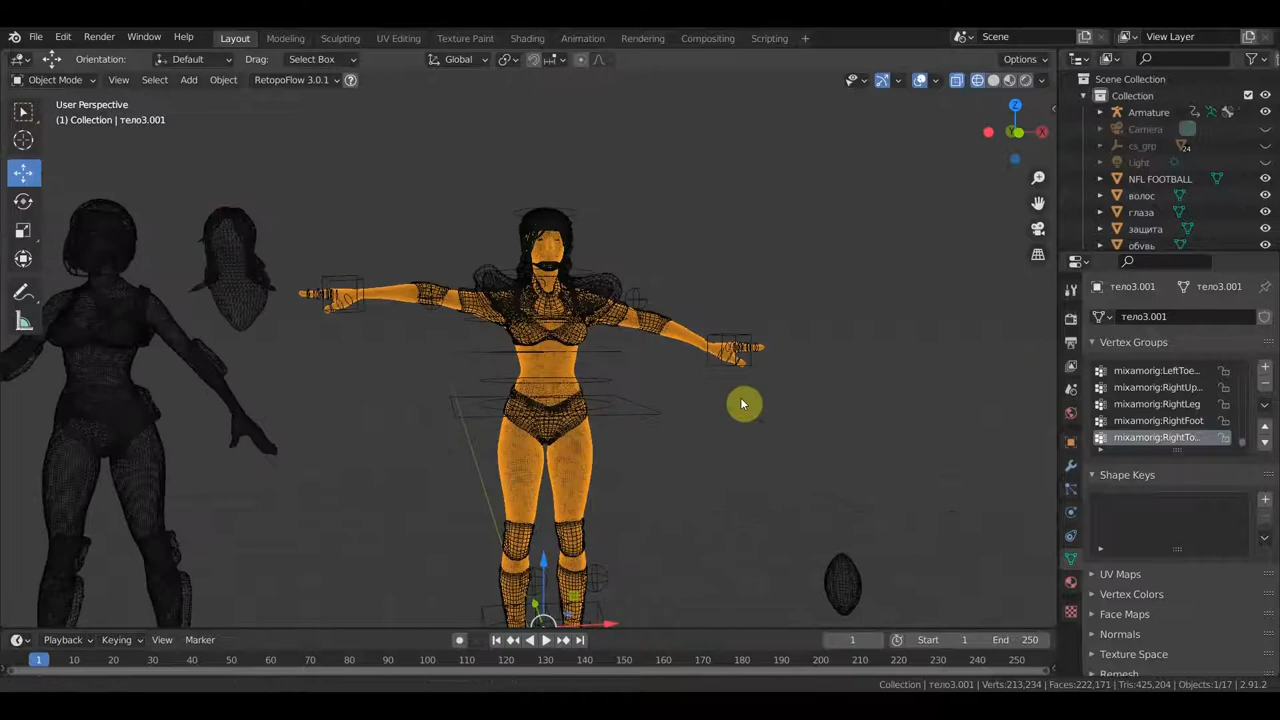 File Edit Render Window Help Layout Modeling Sculpting UV Editing Texture Paint Shading Animation Rendering Compositing Scripting + Scene View Layer
Orientation: Default Drag: Select Box Global Options
Object Mode View Select Add Object RetopoFlow 3.0.1 ?
User Perspective
(1) Collection | тело3.001
Z
Y
X
Scene Collection
Collection
Armature
Camera
cs_grp 24
Light
NFL FOOTBALL
волос
глаза
защита
обувь
тело3.001 тело3.001
тело3.001
Vertex Groups
mixamorig:LeftToe...
mixamorig:RightUp...
mixamorig:RightLeg
mixamorig:RightFoot
mixamorig:RightTo...
Shape Keys
UV Maps
Vertex Colors
Face Maps
Normals
Texture Space
Remesh
Playback Keying View Marker 1 Start 1 End 250
1 10 20 30 40 50 60 70 80 90 100 110 120 130 140 150 160 170 180 190 200 210 220 230 240 250
Collection | тело3.001 | Verts:213,234 | Faces:222,171 | Tris:425,204 | Objects:1/17 | 2.91.2